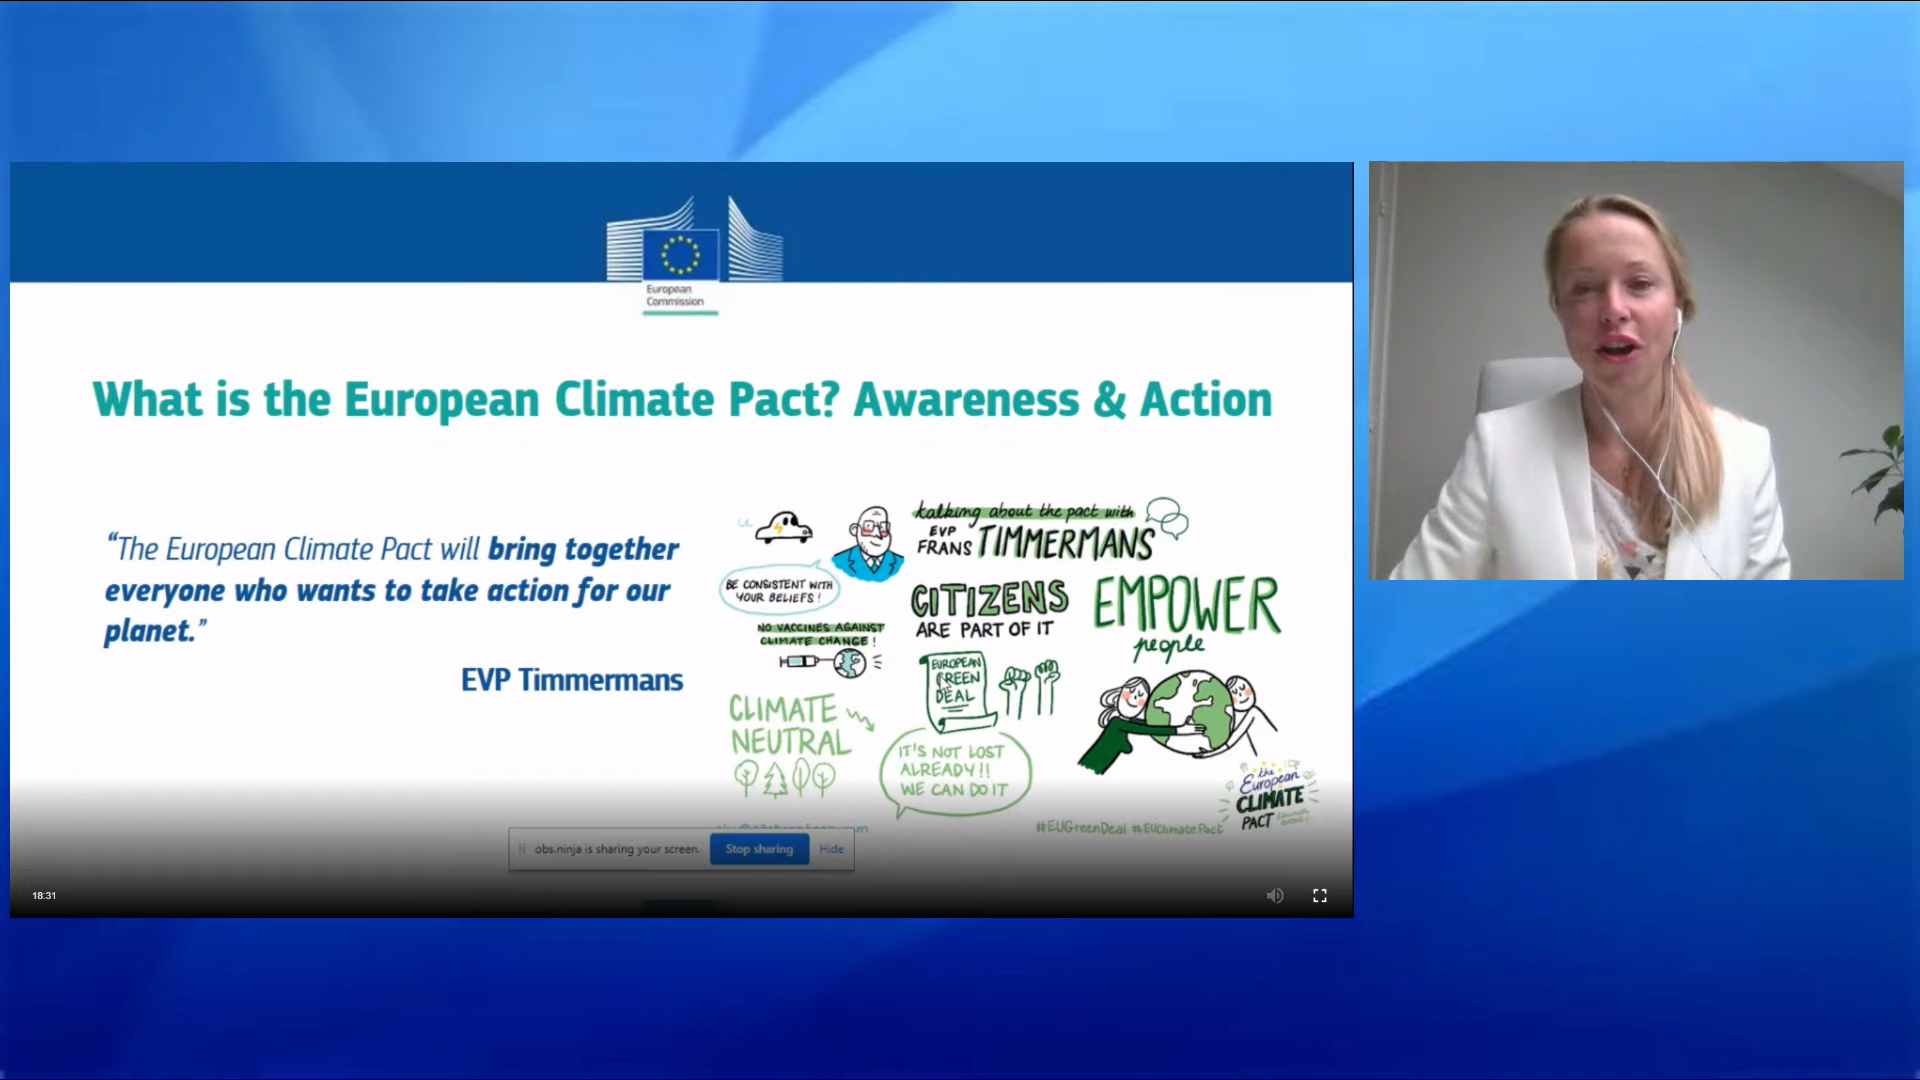 European
Commission
What is the European Climate Pact? Awareness & Action
“The European Climate Pact will bring together
everyone who wants to take action for our
planet.”
EVP Timmermans
talking about the pact with
EVP
FRANS TIMMERMANS
BE CONSISTENT WITH
YOUR BELIEFS!
CITIZENS
ARE PART OF IT
EMPOWER
people
NO VACCINES AGAINST
CLIMATE CHANGE!
EUROPEAN
GREEN
DEAL
CLIMATE
NEUTRAL
IT'S NOT LOST
ALREADY!!
WE CAN DO IT
the
European
CLIMATE
PACT
#EUGreenDeal #EUClimatePact
obs.ninja is sharing your screen. Stop sharing Hide
18:31